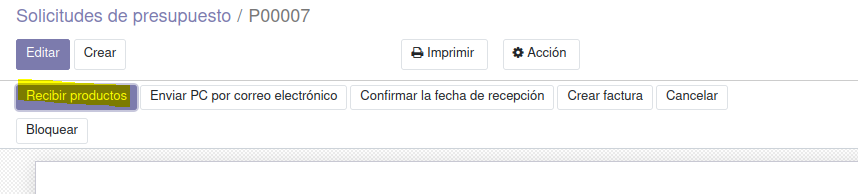 Solicitudes de presupuesto / P00007
Editar Crear Imprimir Acción
Recibir productos Enviar PC por correo electrónico Confirmar la fecha de recepción Crear factura Cancelar
Bloquear